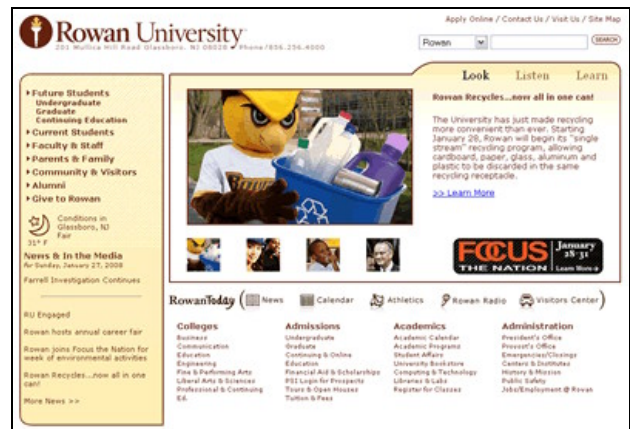 Rowan University
201 Mullica Hill Road Glassboro, NJ 08028 Phone/856.256.4000
Apply Online / Contact Us / Visit Us / Site Map
Rowan
SEARCH
Look Listen Learn
Future Students
Undergraduate
Graduate
Continuing Education
Current Students
Faculty & Staff
Parents & Family
Community & Visitors
Alumni
Give to Rowan
Conditions in
Glassboro, NJ
Fair
31° F
News & In the Media
for Sunday, January 27, 2008
Farrell Investigation Continues
RU Engaged
Rowan hosts annual career fair
Rowan joins Focus the Nation for
week of environmental activities
Rowan Recycles...now all in one
can!
More News >>
Rowan Recycles...now all in one can!
The University has just made recycling
more convenient than ever. Starting
January 28, Rowan will begin its "single
stream" recycling program, allowing
cardboard, paper, glass, aluminum and
plastic to be discarded in the same
recycling receptacle.
>> Learn More
FOCUS
THE NATION
January
28-31
Learn More
RowanToday News Calendar Athletics Rowan Radio Visitors Center
Colleges
Business
Communication
Education
Engineering
Fine & Performing Arts
Liberal Arts & Sciences
Professional & Continuing
Ed.
Admissions
Undergraduate
Graduate
Continuing & Online
Education
Financial Aid & Scholarships
PSI Login for Prospects
Tours & Open Houses
Tuition & Fees
Academics
Academic Calendar
Academic Programs
Student Affairs
University Bookstore
Computing & Technology
Libraries & Labs
Register for Classes
Administration
President's Office
Provost's Office
Emergencies/Closings
Centers & Institutes
History & Mission
Public Safety
Jobs/Employment @ Rowan